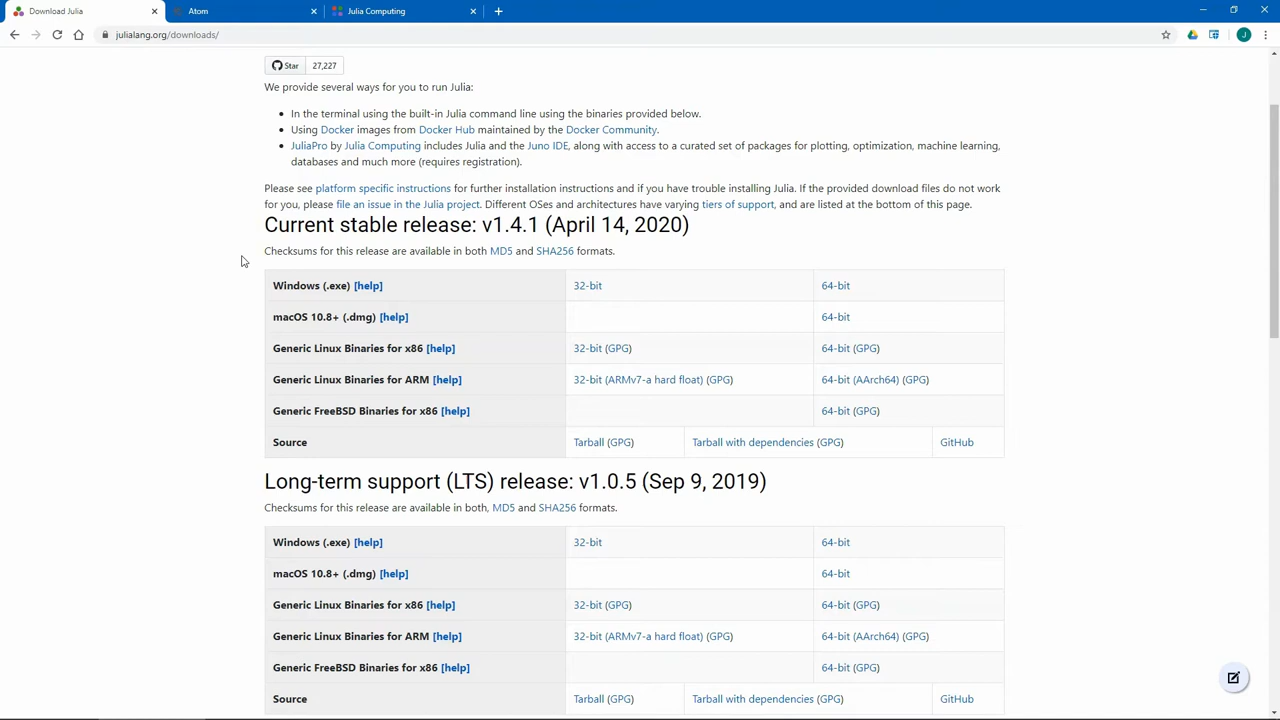 Download Julia
Atom
Julia Computing
julialang.org/downloads/
J
Star 27,227
We provide several ways for you to run Julia:
In the terminal using the built-in Julia command line using the binaries provided below.
Using Docker images from Docker Hub maintained by the Docker Community.
JuliaPro by Julia Computing includes Julia and the Juno IDE, along with access to a curated set of packages for plotting, optimization, machine learning,
databases and much more (requires registration).
Please see platform specific instructions for further installation instructions and if you have trouble installing Julia. If the provided download files do not work
for you, please file an issue in the Julia project. Different OSes and architectures have varying tiers of support, and are listed at the bottom of this page.
Current stable release: v1.4.1 (April 14, 2020)
Checksums for this release are available in both MD5 and SHA256 formats.
Windows (.exe) [help] 32-bit 64-bit
macOS 10.8+ (.dmg) [help] 64-bit
Generic Linux Binaries for x86 [help] 32-bit (GPG) 64-bit (GPG)
Generic Linux Binaries for ARM [help] 32-bit (ARMv7-a hard float) (GPG) 64-bit (AArch64) (GPG)
Generic FreeBSD Binaries for x86 [help] 64-bit (GPG)
Source Tarball (GPG) Tarball with dependencies (GPG) GitHub
Long-term support (LTS) release: v1.0.5 (Sep 9, 2019)
Checksums for this release are available in both, MD5 and SHA256 formats.
Windows (.exe) [help] 32-bit 64-bit
macOS 10.8+ (.dmg) [help] 64-bit
Generic Linux Binaries for x86 [help] 32-bit (GPG) 64-bit (GPG)
Generic Linux Binaries for ARM [help] 32-bit (ARMv7-a hard float) (GPG) 64-bit (AArch64) (GPG)
Generic FreeBSD Binaries for x86 [help] 64-bit (GPG)
Source Tarball (GPG) Tarball with dependencies (GPG) GitHub